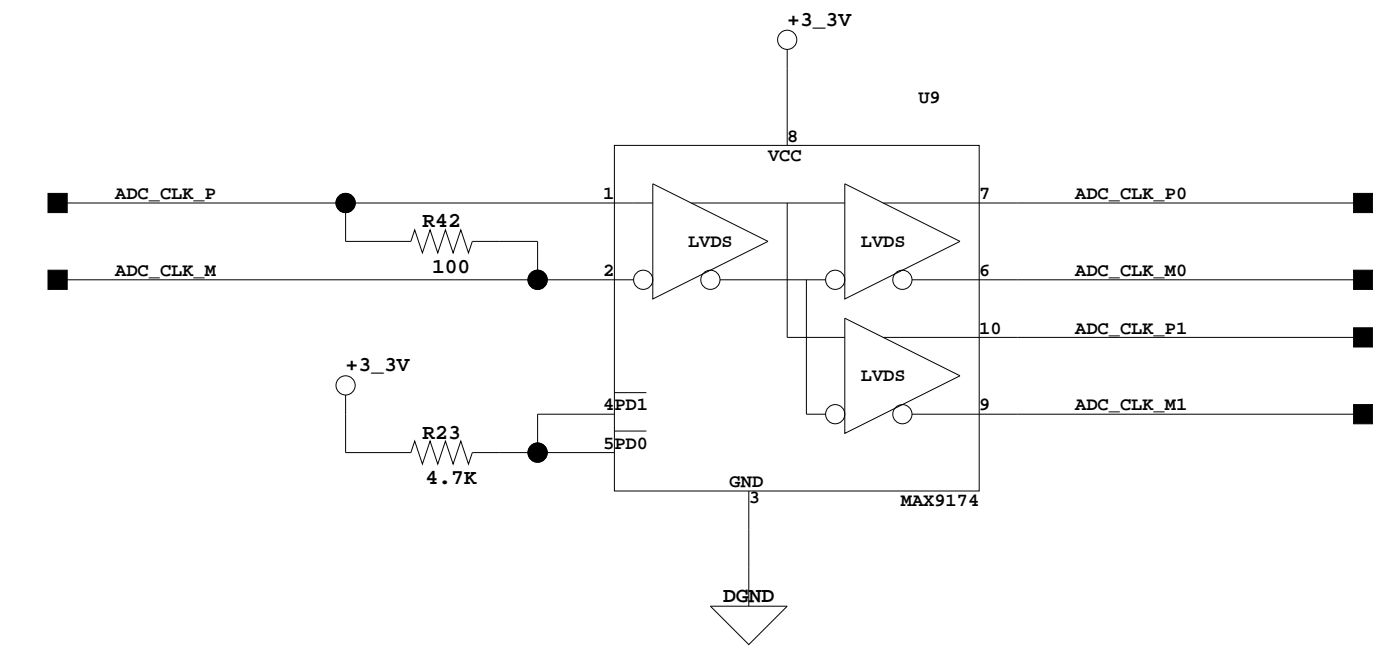 +3_3V
U9
8
VCC
ADC_CLK_P
1
7
ADC_CLK_P0
R42
LVDS
LVDS
100
ADC_CLK_M
2
6
ADC_CLK_M0
10
ADC_CLK_P1
+3_3V
LVDS
4
PD1
9
ADC_CLK_M1
R23
5
PD0
4.7K
GND
3
MAX9174
DGND